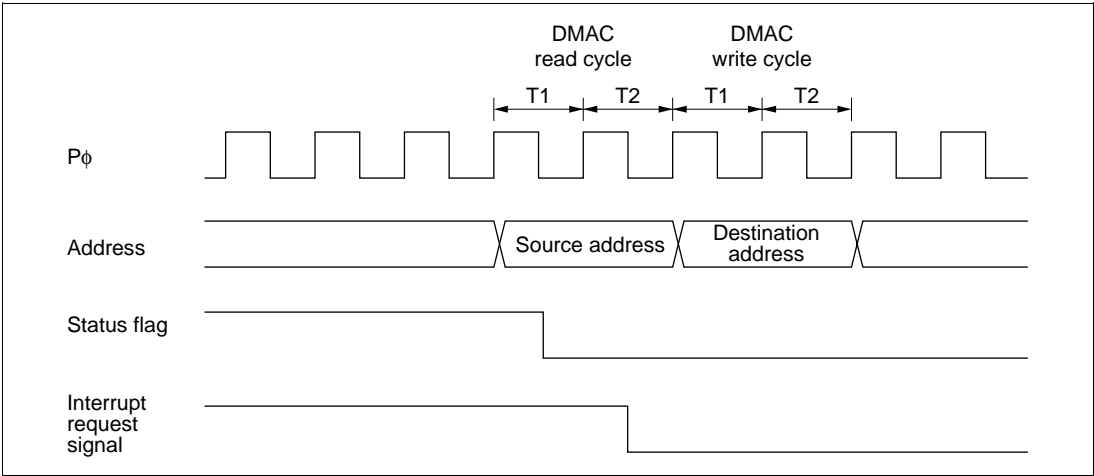 DMAC
read cycle
DMAC
write cycle
T1
T2
T1
T2
Pϕ
Address
Source address
Destination
address
Status flag
Interrupt
request
signal